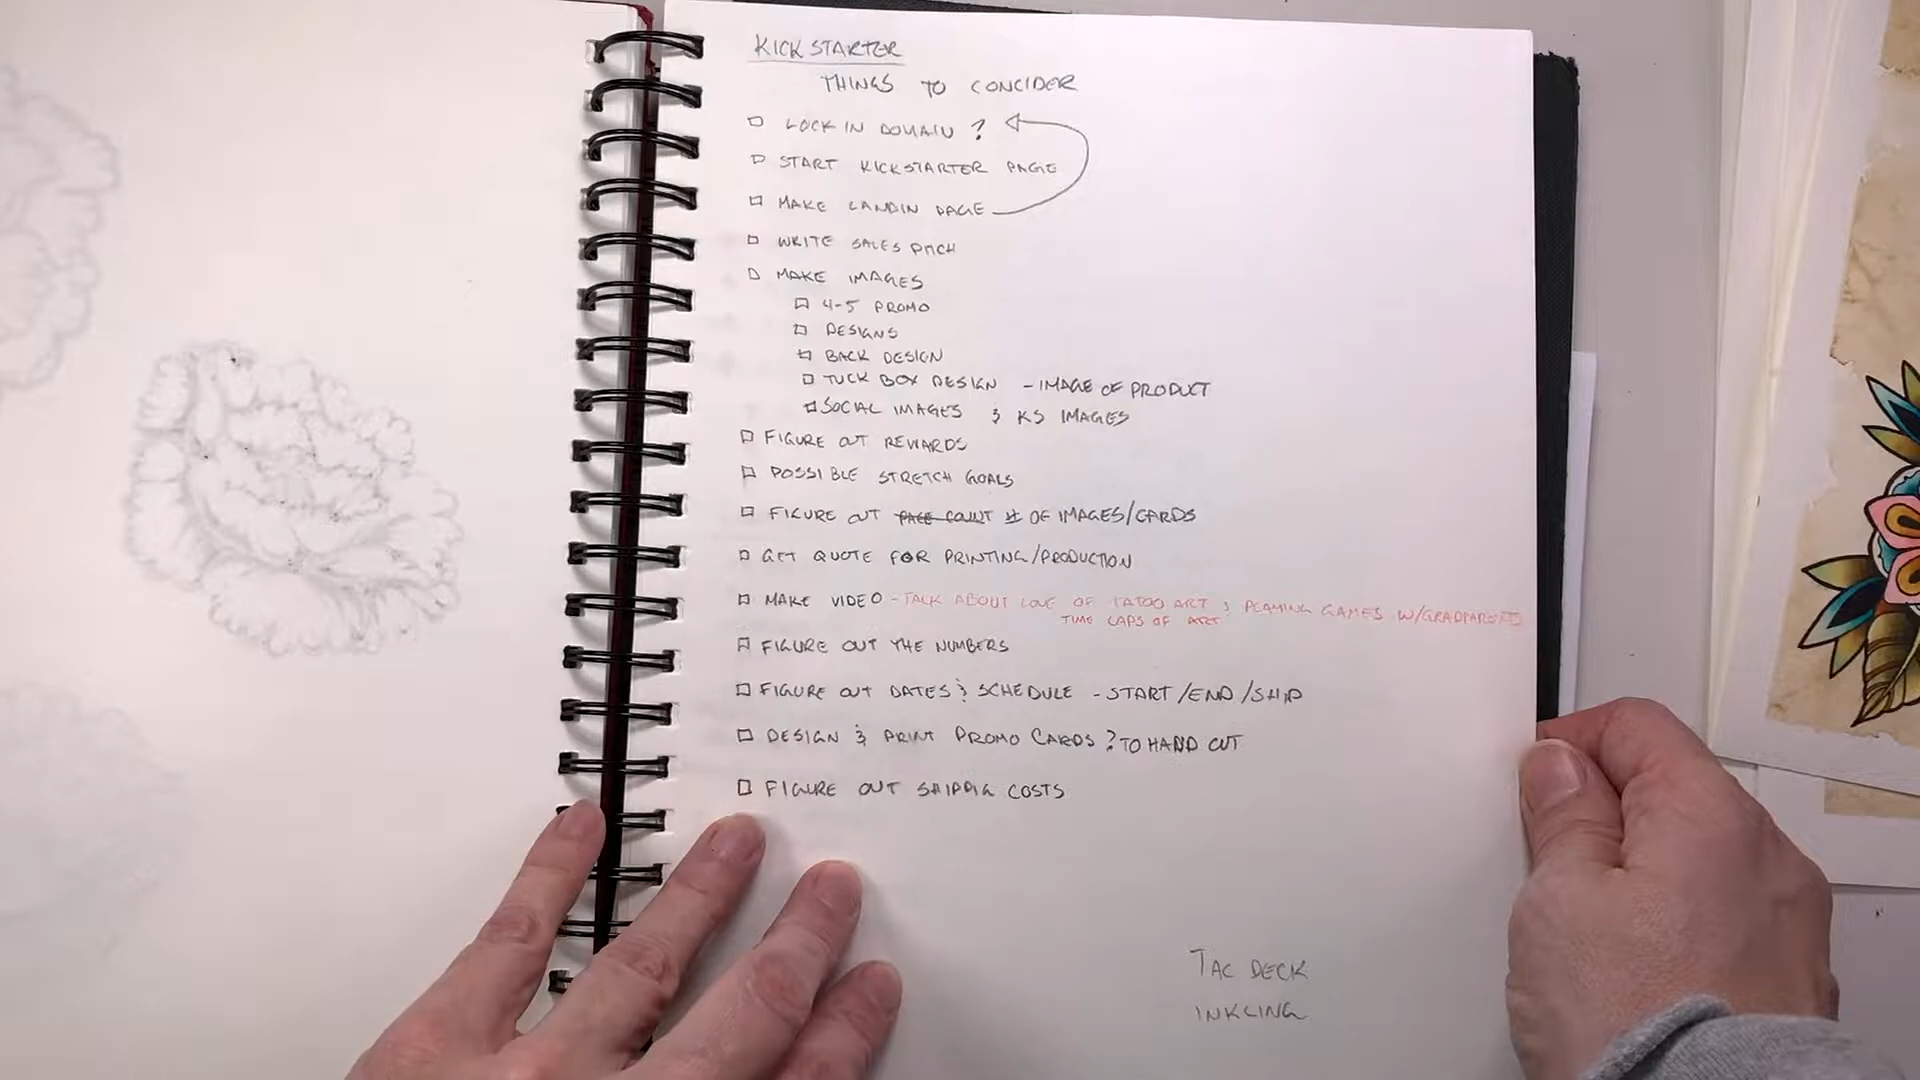 KICKSTARTER
THINGS TO CONCIDER
LOCK IN DOMAIN ?
START KICKSTARTER PAGE
MAKE LANDIN PAGE
WRITE SALES PITCH
MAKE IMAGES
4-5 PROMO
DESIGNS
BACK DESIGN
TUCK BOX DESIGN - IMAGE OF PRODUCT
SOCIAL IMAGES & KS IMAGES
FIGURE OUT REWARDS
POSSIBLE STRETCH GOALS
FIGURE OUT PAGE COUNT # OF IMAGES/CARDS
GET QUOTE FOR PRINTING/PRODUCTION
MAKE VIDEO - TALK ABOUT LOVE OF TATOO ART & PLAYING GAMES W/GRADPARENTS
TIME LAPS OF ART
FIGURE OUT THE NUMBERS
FIGURE OUT DATES & SCHEDULE - START/END/SHIP
DESIGN & PRINT PROMO CARDS ? TO HAND OUT
FIGURE OUT SHIPPIG COSTS
TAC DECK
INKLING